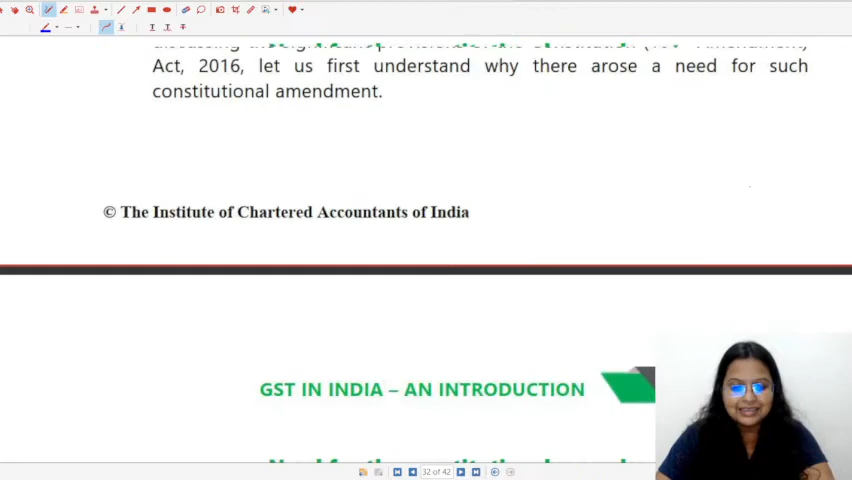 Act, 2016, let us first understand why there arose a need for such
constitutional amendment.
© The Institute of Chartered Accountants of India
GST IN INDIA – AN INTRODUCTION
32 of 42